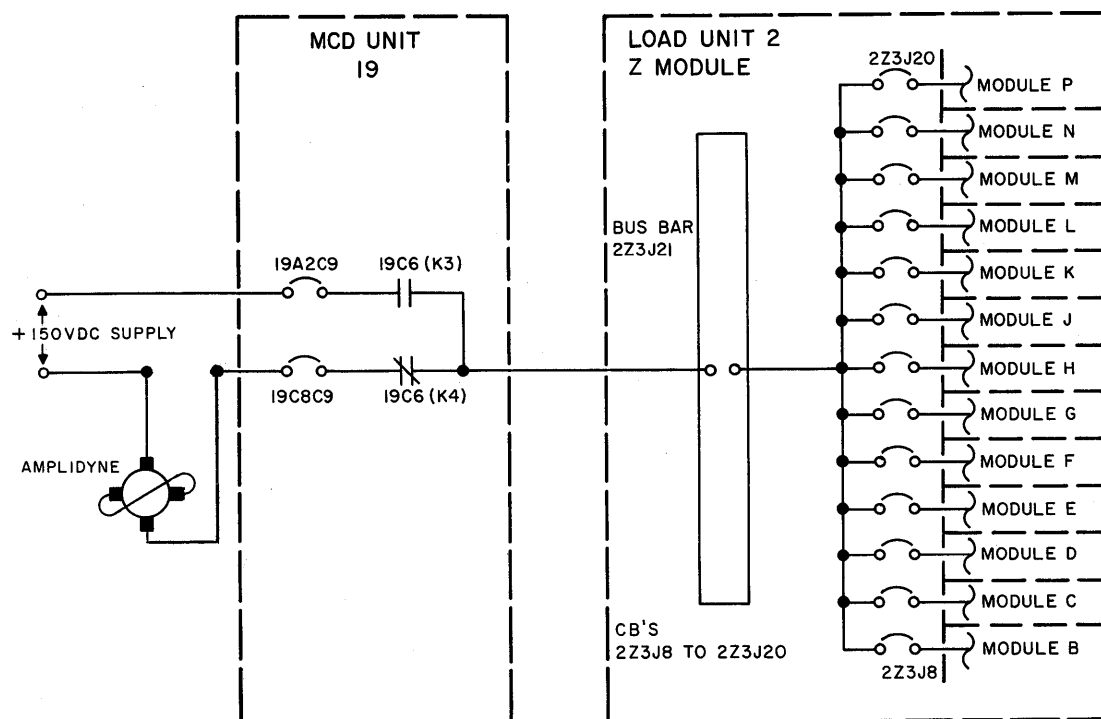 MCD UNIT
19
19A2C9
19C6 (K3)
+150VDC SUPPLY
19C8C9
19C6 (K4)
AMPLIDYNE
LOAD UNIT 2
Z MODULE
BUS BAR
2Z3J21
CB'S
2Z3J8 TO 2Z3J20
2Z3J20
MODULE P
MODULE N
MODULE M
MODULE L
MODULE K
MODULE J
MODULE H
MODULE G
MODULE F
MODULE E
MODULE D
MODULE C
MODULE B
2Z3J8